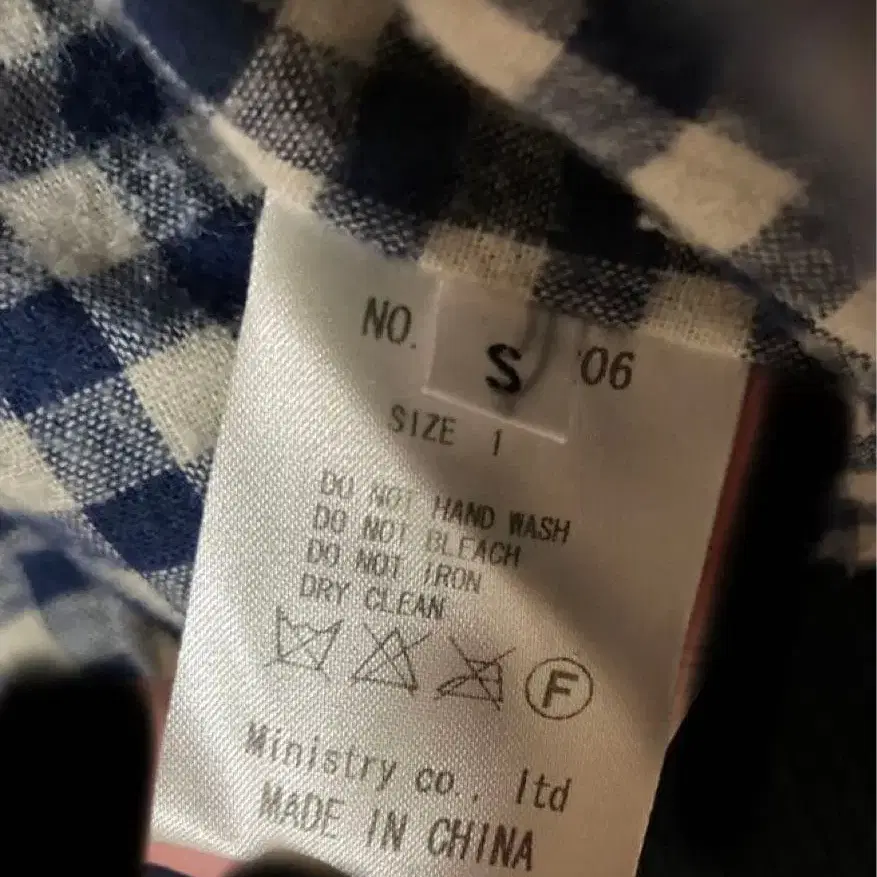 NO. S 06
SIZE 1
DO NOT HAND WASH
DO NOT BLEACH
DO NOT IRON
DRY CLEAN
F
Ministry co., ltd
MADE IN CHINA